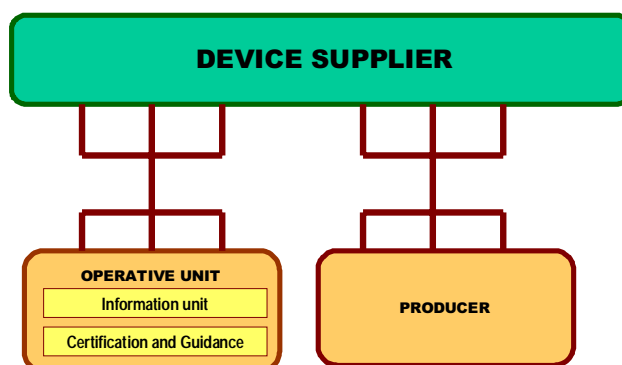 DEVICE SUPPLIER
OPERATIVE UNIT
Information unit
Certification and Guidance
PRODUCER